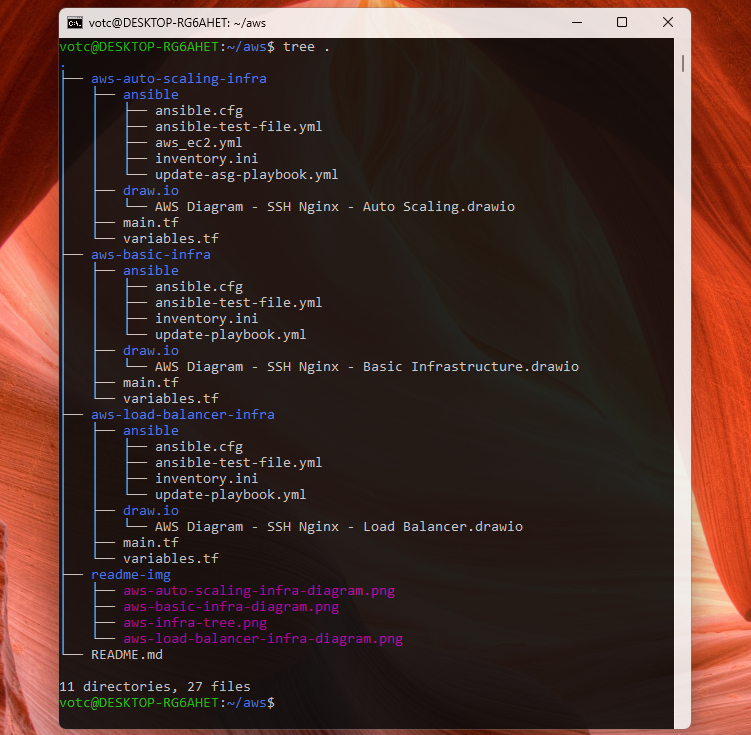 votc@DESKTOP-RG6AHET: ~/aws
votc@DESKTOP-RG6AHET:~/aws$ tree .
.
├── aws-auto-scaling-infra
│   ├── ansible
│   │   ├── ansible.cfg
│   │   ├── ansible-test-file.yml
│   │   ├── aws_ec2.yml
│   │   ├── inventory.ini
│   │   └── update-asg-playbook.yml
│   ├── draw.io
│   │   └── AWS Diagram - SSH Nginx - Auto Scaling.drawio
│   ├── main.tf
│   └── variables.tf
├── aws-basic-infra
│   ├── ansible
│   │   ├── ansible.cfg
│   │   ├── ansible-test-file.yml
│   │   ├── inventory.ini
│   │   └── update-playbook.yml
│   ├── draw.io
│   │   └── AWS Diagram - SSH Nginx - Basic Infrastructure.drawio
│   ├── main.tf
│   └── variables.tf
├── aws-load-balancer-infra
│   ├── ansible
│   │   ├── ansible.cfg
│   │   ├── ansible-test-file.yml
│   │   ├── inventory.ini
│   │   └── update-playbook.yml
│   ├── draw.io
│   │   └── AWS Diagram - SSH Nginx - Load Balancer.drawio
│   ├── main.tf
│   └── variables.tf
├── readme-img
│   ├── aws-auto-scaling-infra-diagram.png
│   ├── aws-basic-infra-diagram.png
│   ├── aws-infra-tree.png
│   └── aws-load-balancer-infra-diagram.png
└── README.md
11 directories, 27 files
votc@DESKTOP-RG6AHET:~/aws$